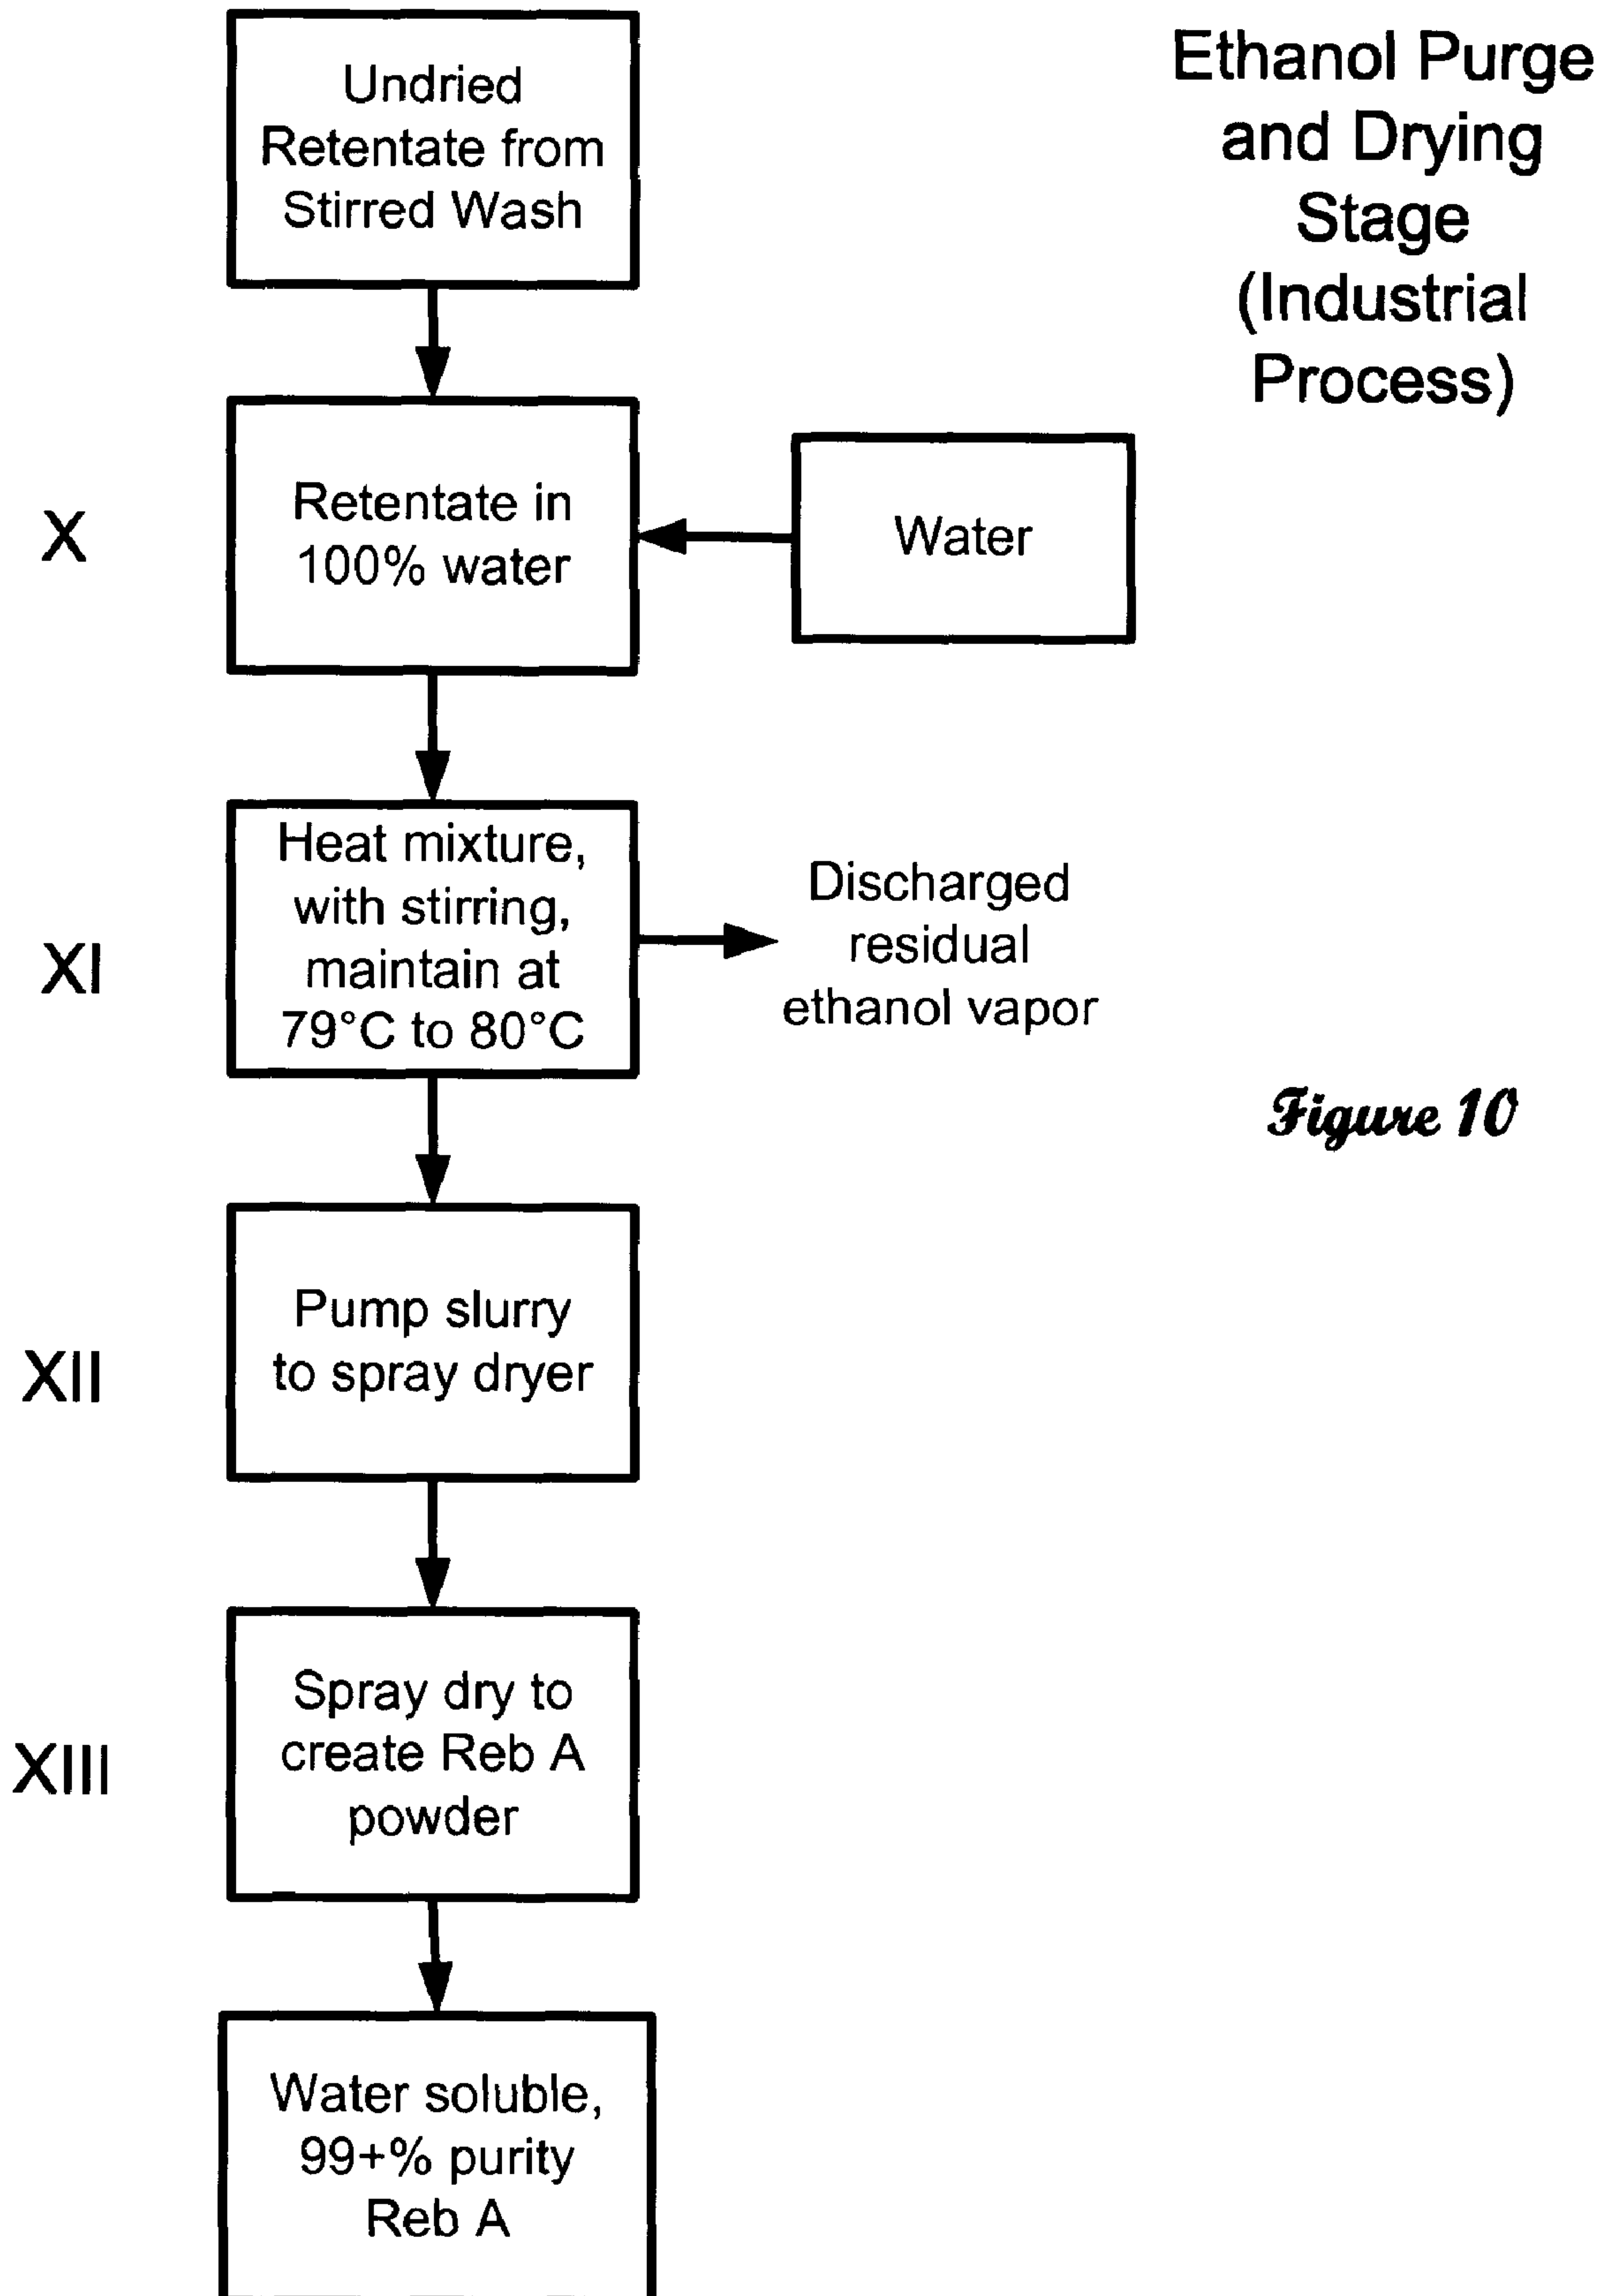 Ethanol Purge
and Drying
Stage
(Industrial
Process)
Undried
Retentate from
Stirred Wash
X
Retentate in
100% water
Water
XI
Heat mixture,
with stirring,
maintain at
79°C to 80°C
Discharged
residual
ethanol vapor
Figure 10
XII
Pump slurry
to spray dryer
XIII
Spray dry to
create Reb A
powder
Water soluble,
99+% purity
Reb A